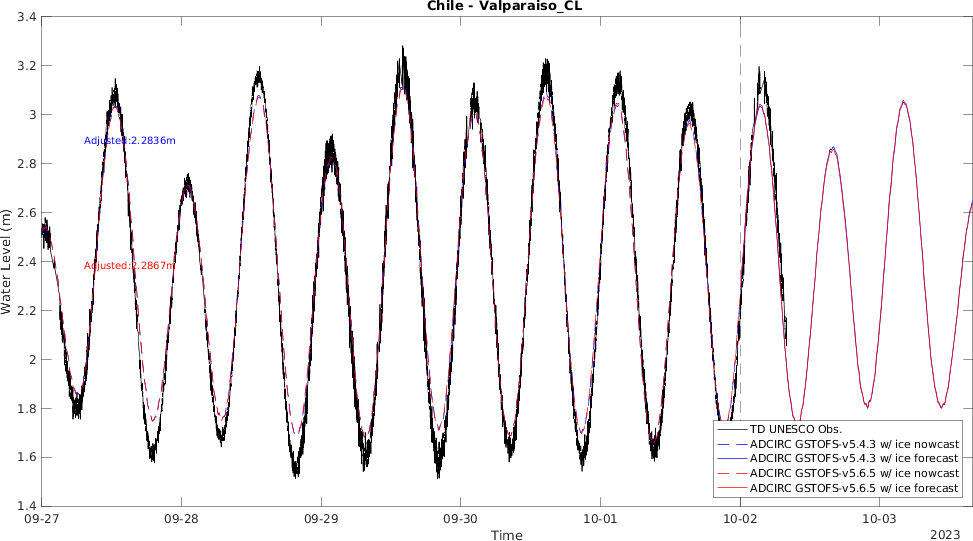 Chile - Valparaiso_CL
3.4
3.2
3
2.8
2.6
2.4
2.2
2
1.8
1.6
1.4
Water Level (m)
Adjusted:2.2836m
Adjusted:2.2867m
TD UNESCO Obs.
ADCIRC GSTOFS-v5.4.3 w/ ice nowcast
ADCIRC GSTOFS-v5.4.3 w/ ice forecast
ADCIRC GSTOFS-v5.6.5 w/ ice nowcast
ADCIRC GSTOFS-v5.6.5 w/ ice forecast
09-27 09-28 09-29 09-30 10-01 10-02 10-03
Time
2023